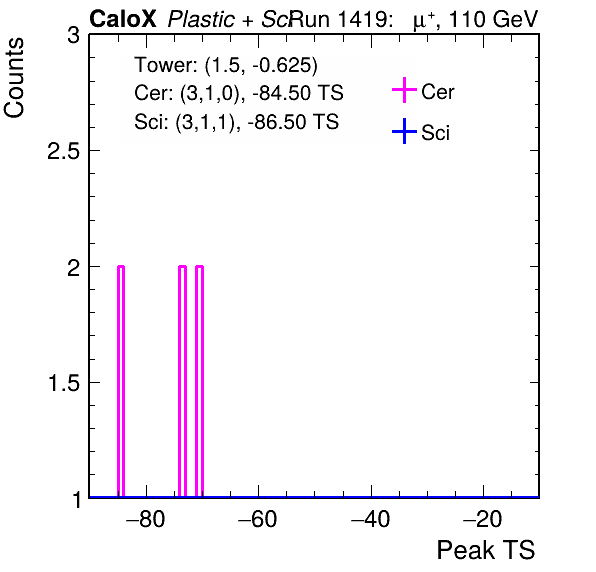 CaloX Plastic + Sci Run 1419: μ⁺, 110 GeV
Counts
Tower: (1.5, -0.625)
Cer: (3,1,0), -84.50 TS
Sci: (3,1,1), -86.50 TS
Cer
Sci
3
2.5
2
1.5
1
−80
−60
−40
−20
Peak TS